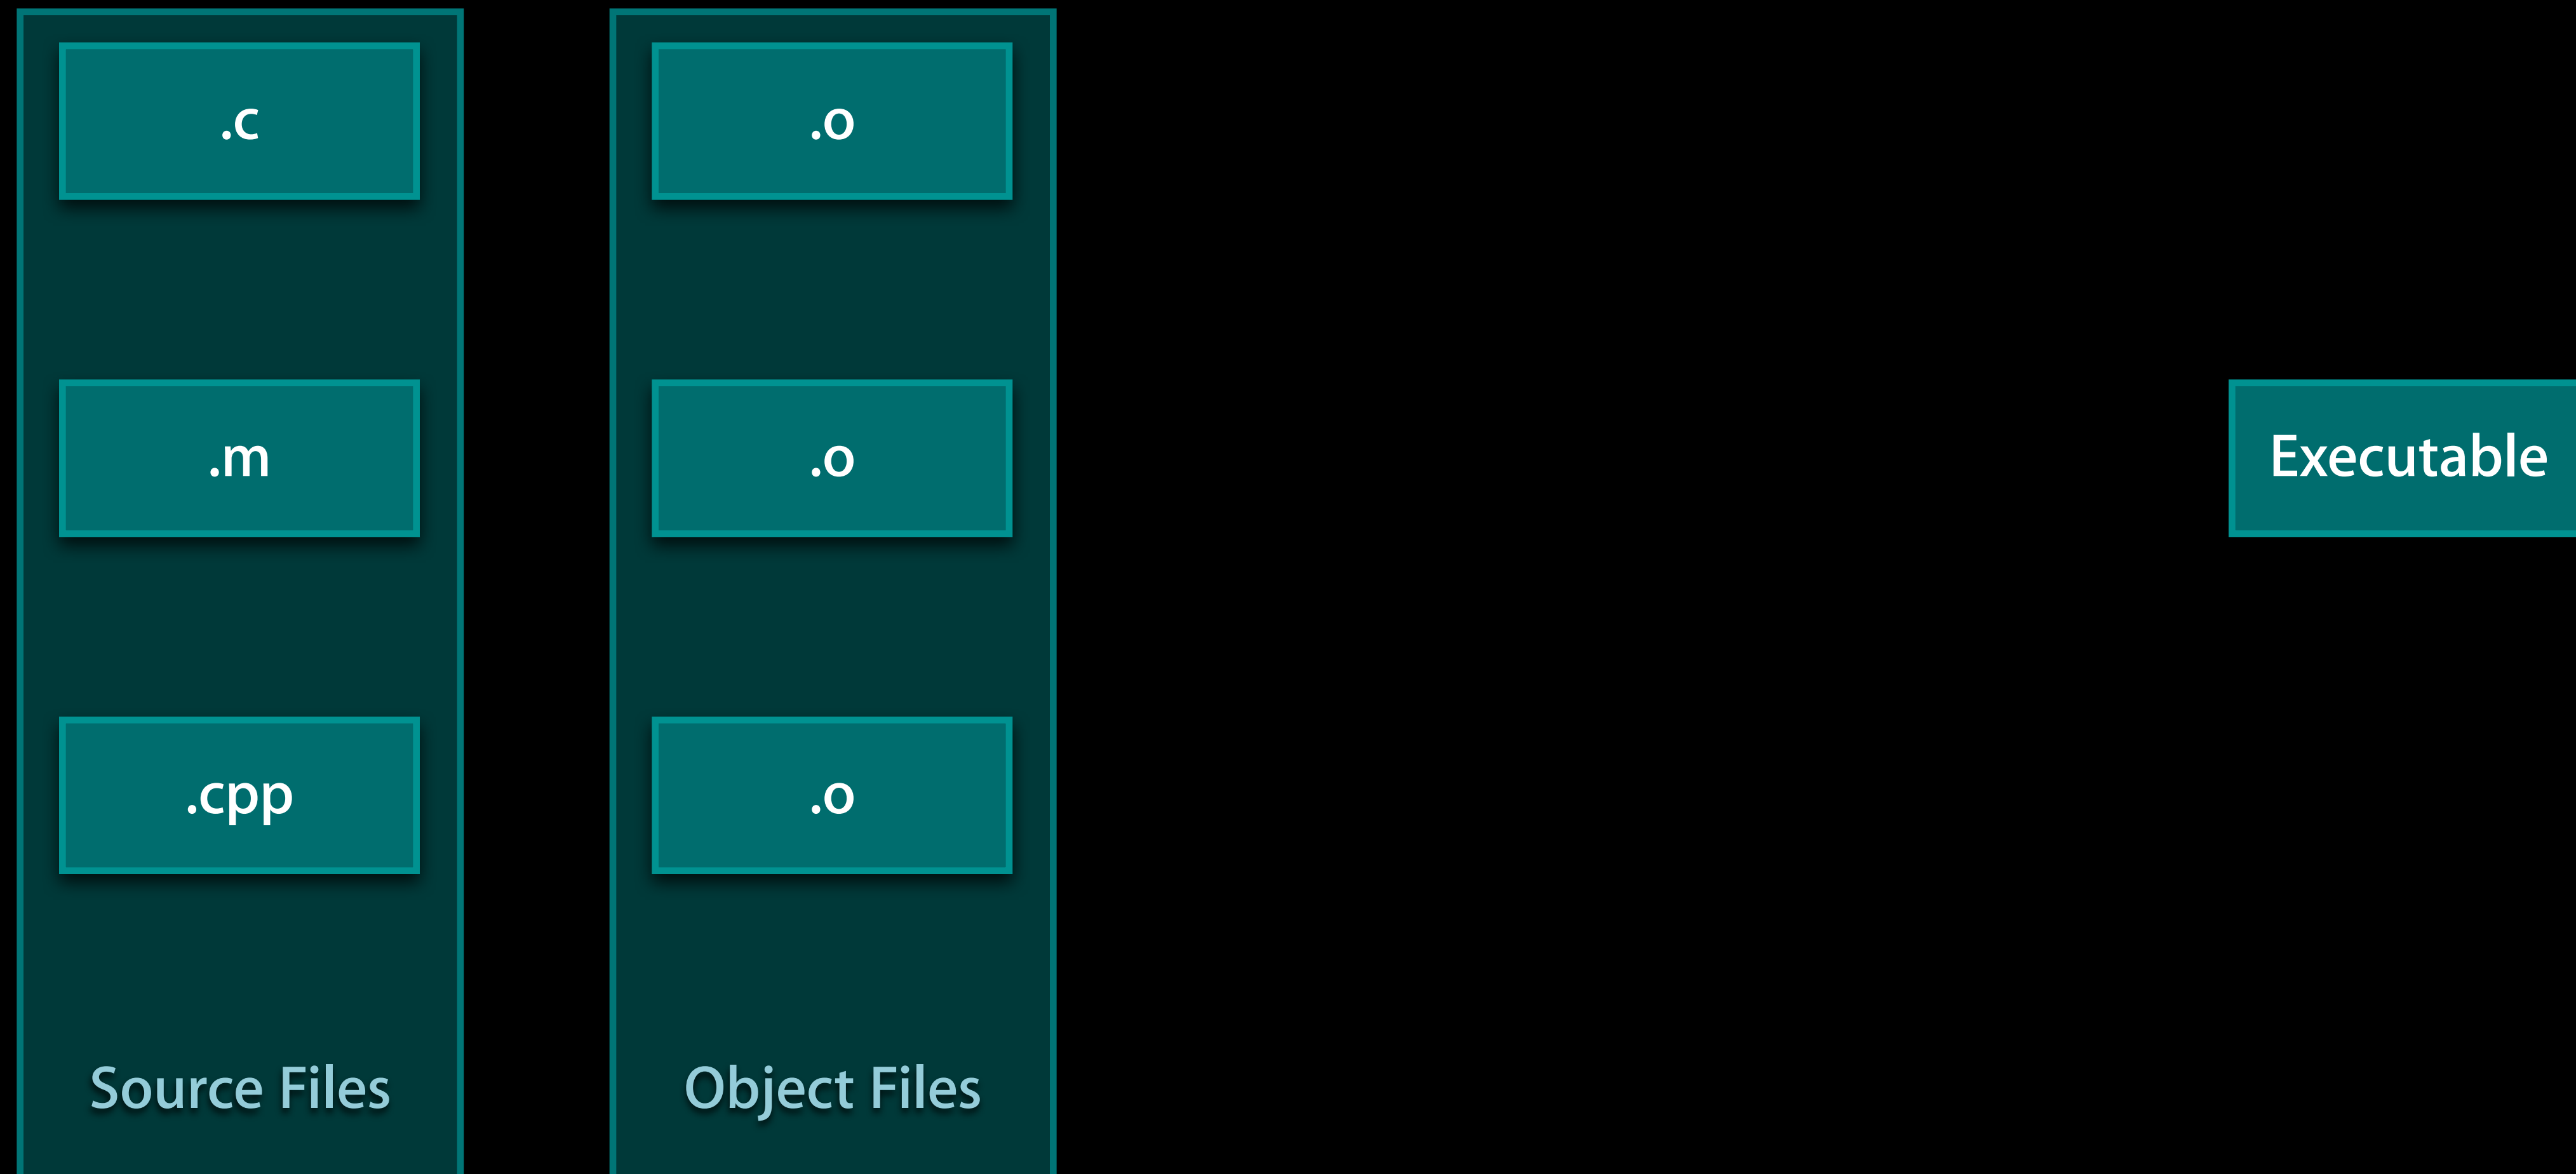 .c
.o
.m
.o
Executable
.cpp
.o
Source Files
Object Files